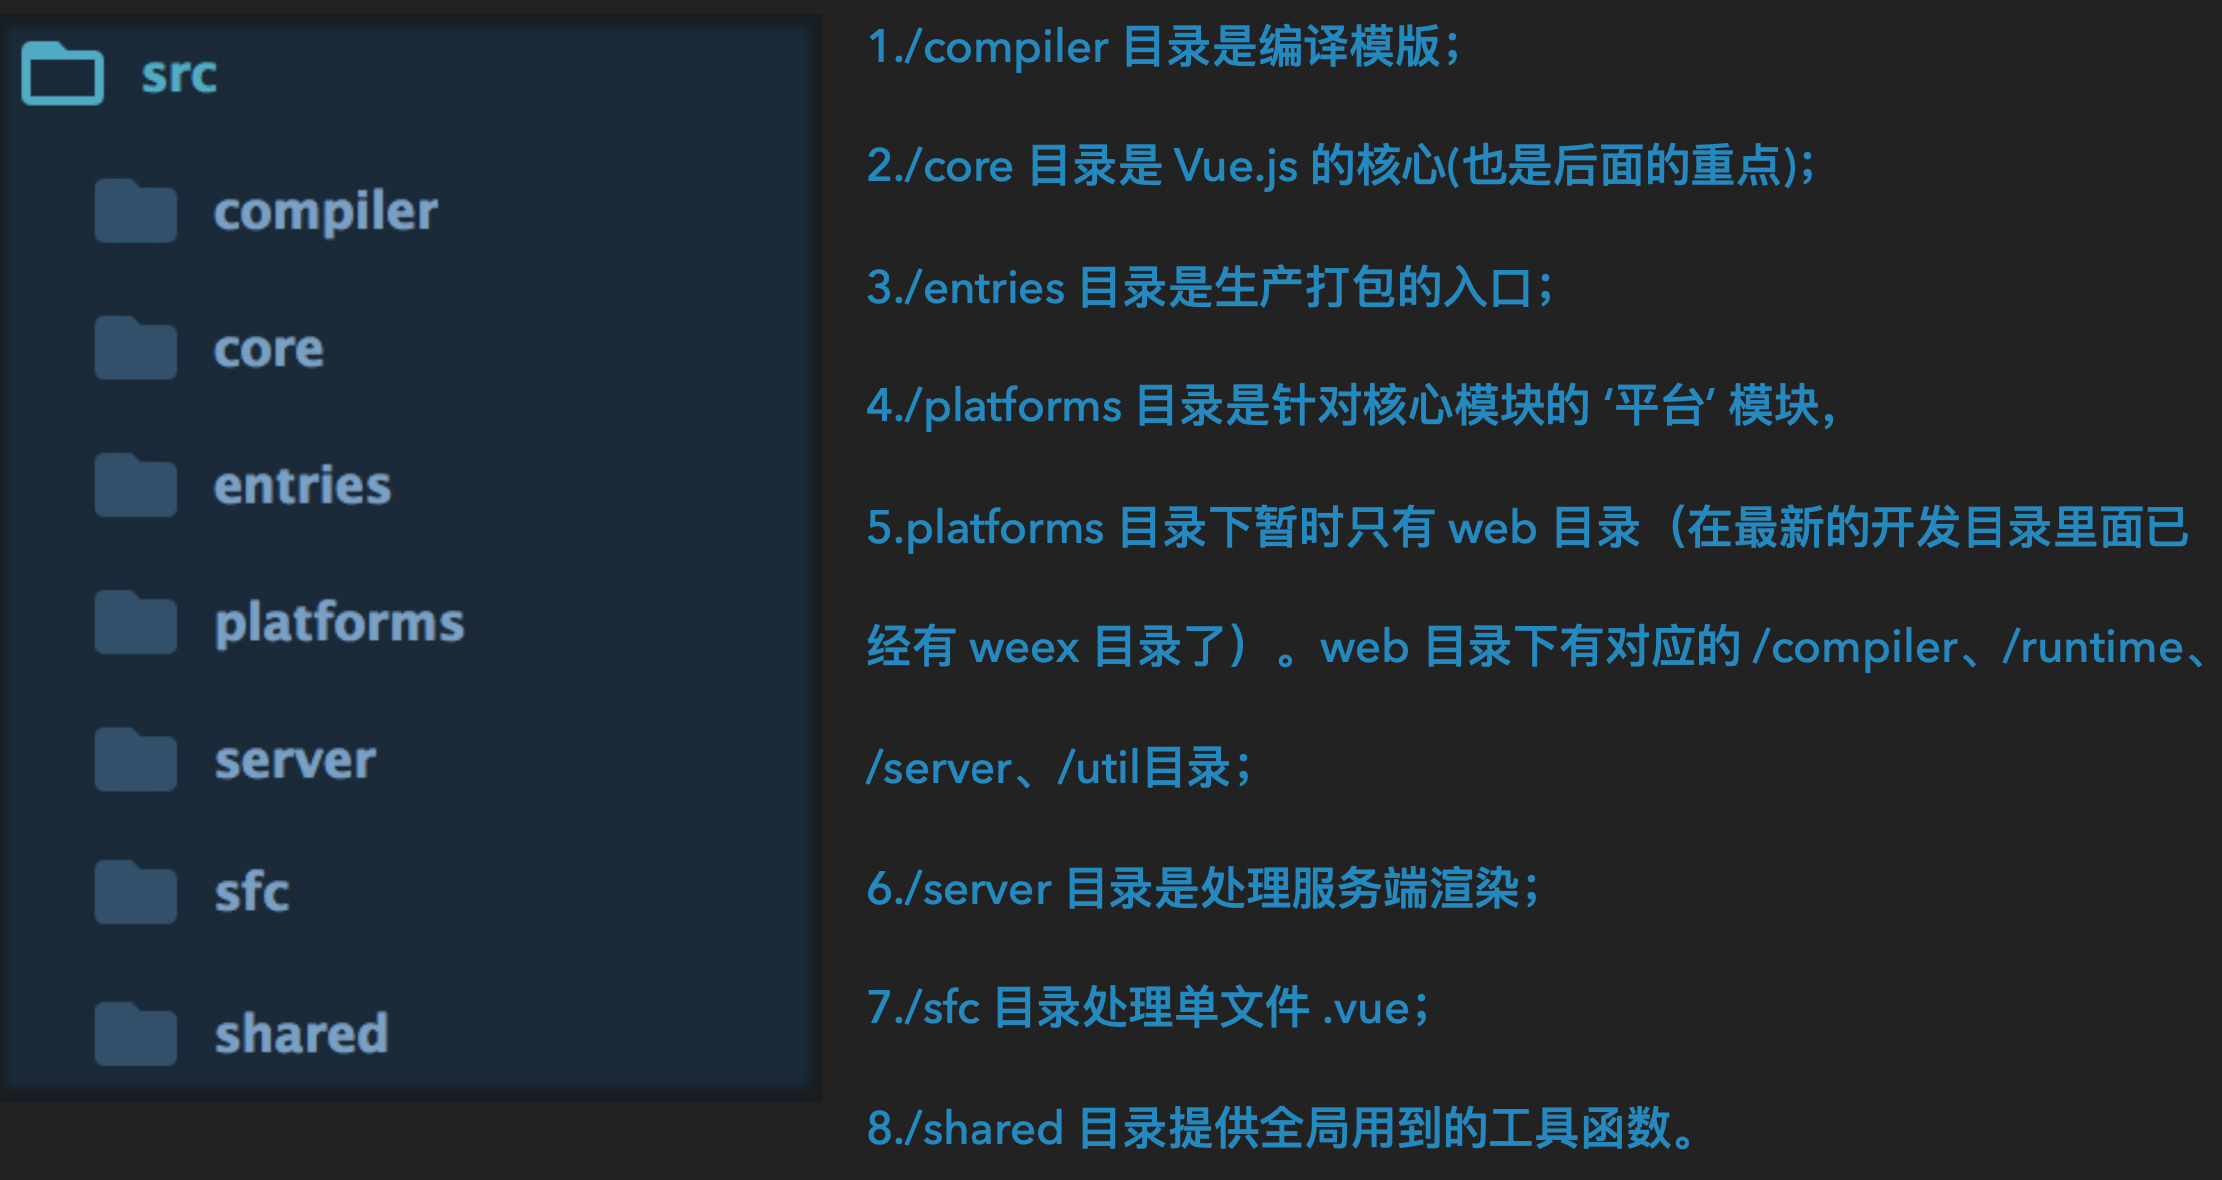 src
compiler
core
entries
platforms
server
sfc
shared
1./compiler 目录是编译模版；
2./core 目录是 Vue.js 的核心(也是后面的重点)；
3./entries 目录是生产打包的入口；
4./platforms 目录是针对核心模块的 ‘平台’ 模块，
5.platforms 目录下暂时只有 web 目录（在最新的开发目录里面已
经有 weex 目录了）。web 目录下有对应的 /compiler、/runtime、
/server、/util目录；
6./server 目录是处理服务端渲染；
7./sfc 目录处理单文件 .vue；
8./shared 目录提供全局用到的工具函数。